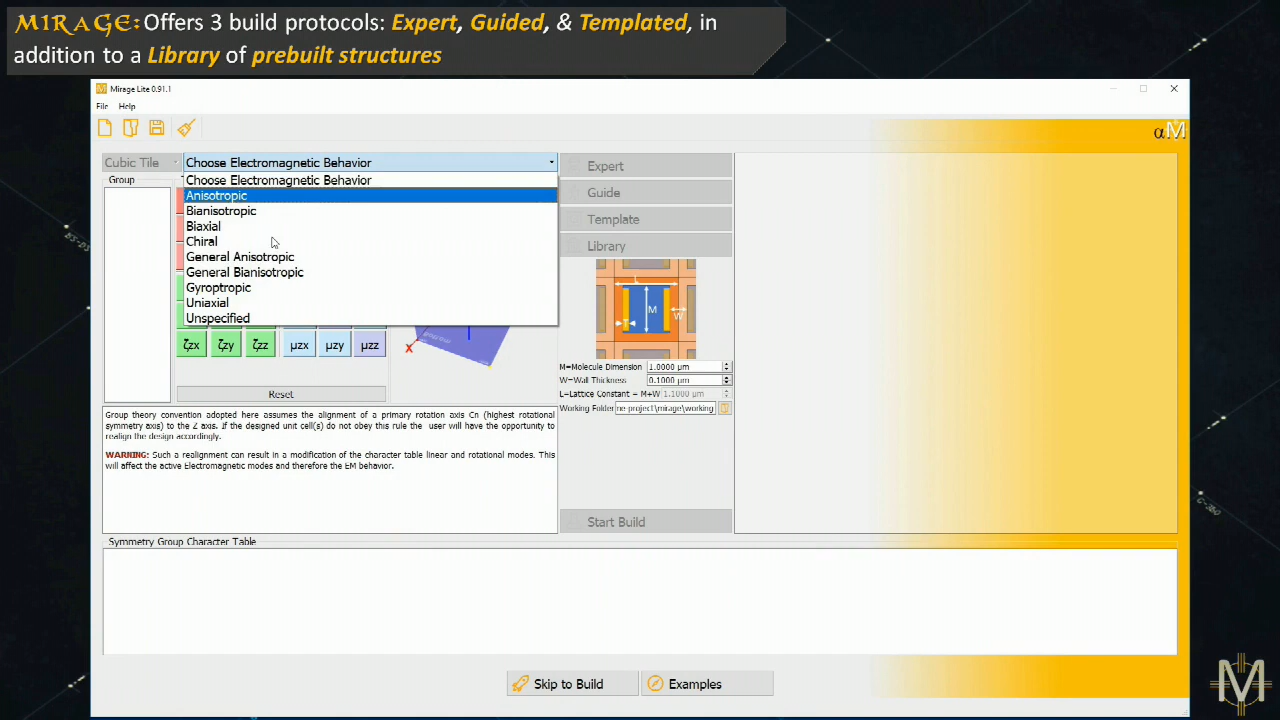 MIRAGE: Offers 3 build protocols: Expert, Guided, & Templated, in
addition to a Library of prebuilt structures
Mirage Lite 0.91.1
File Help
αM
Cubic Tile
Choose Electromagnetic Behavior
Group
Choose Electromagnetic Behavior
Anisotropic
Bianisotropic
Biaxial
Chiral
General Anisotropic
General Bianisotropic
Gyroptropic
Uniaxial
Unspecified
ζzx ζzy ζzz μzx μzy μzz
X
Reset
Group theory convention adopted here assumes the alignment of a primary rotation axis Cn (highest rotational
symmetry axis) to the Z axis. If the designed unit cell(s) do not obey this rule the user will have the opportunity to
realign the design accordingly.
WARNING: Such a realignment can result in a modification of the character table linear and rotational modes. This
will affect the active Electromagnetic modes and therefore the EM behavior.
Expert
Guide
Template
Library
L
M
W
T
M=Molecule Dimension 1.0000 μm
W=Wall Thickness 0.1000 μm
L=Lattice Constant = M+W 1.1000 μm
Working Folder ne-project\mirage\working
Start Build
Symmetry Group Character Table
Skip to Build
Examples
M